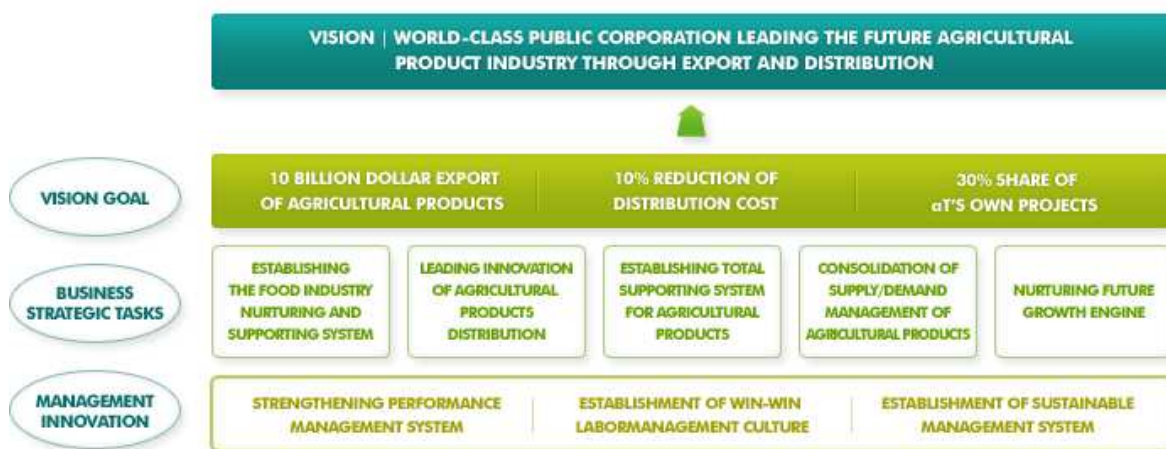 VISION | WORLD-CLASS PUBLIC CORPORATION LEADING THE FUTURE AGRICULTURAL
PRODUCT INDUSTRY THROUGH EXPORT AND DISTRIBUTION
VISION GOAL
10 BILLION DOLLAR EXPORT
OF AGRICULTURAL PRODUCTS
10% REDUCTION OF
DISTRIBUTION COST
30% SHARE OF
aT'S OWN PROJECTS
BUSINESS
STRATEGIC TASKS
ESTABLISHING
THE FOOD INDUSTRY
NURTURING AND
SUPPORTING SYSTEM
LEADING INNOVATION
OF AGRICULTURAL
PRODUCTS
DISTRIBUTION
ESTABLISHING TOTAL
SUPPORTING SYSTEM
FOR AGRICULTURAL
PRODUCTS
CONSOLIDATION OF
SUPPLY/DEMAND
MANAGEMENT OF
AGRICULTURAL PRODUCTS
NURTURING FUTURE
GROWTH ENGINE
MANAGEMENT
INNOVATION
STRENGTHENING PERFORMANCE
MANAGEMENT SYSTEM
ESTABLISHMENT OF WIN-WIN
LABORMANAGEMENT CULTURE
ESTABLISHMENT OF SUSTAINABLE
MANAGEMENT SYSTEM